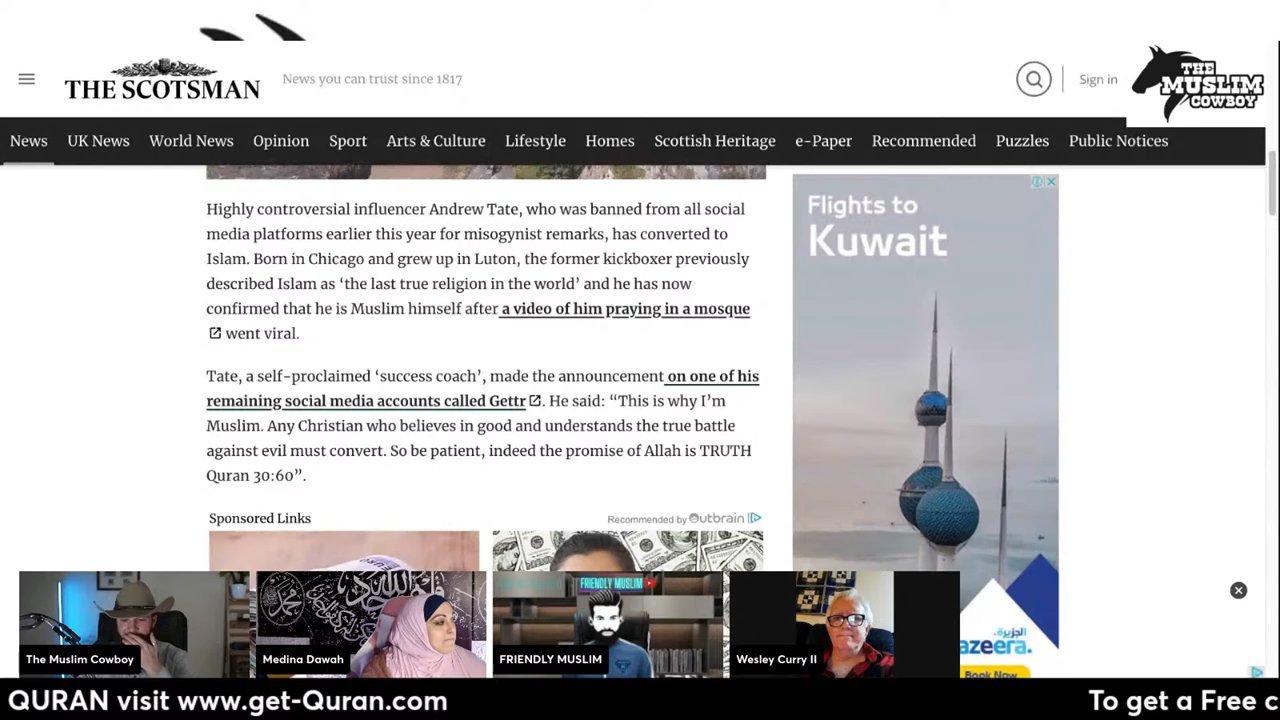 THE SCOTSMAN
News you can trust since 1817
Sign in
THE
MUSLIM
COWBOY
News UK News World News Opinion Sport Arts & Culture Lifestyle Homes Scottish Heritage e-Paper Recommended Puzzles Public Notices
Highly controversial influencer Andrew Tate, who was banned from all social
media platforms earlier this year for misogynist remarks, has converted to
Islam. Born in Chicago and grew up in Luton, the former kickboxer previously
described Islam as ‘the last true religion in the world’ and he has now
confirmed that he is Muslim himself after a video of him praying in a mosque
went viral.
Tate, a self-proclaimed ‘success coach’, made the announcement on one of his
remaining social media accounts called Gettr. He said: “This is why I’m
Muslim. Any Christian who believes in good and understands the true battle
against evil must convert. So be patient, indeed the promise of Allah is TRUTH
Quran 30:60”.
Sponsored Links
Recommended by Outbrain
Flights to
Kuwait
الجزيرة
azeera.
Book Now
FRIENDLY MUSLIM
The Muslim Cowboy
Medina Dawah
FRIENDLY MUSLIM
Wesley Curry II
QURAN visit www.get-Quran.com
To get a Free c